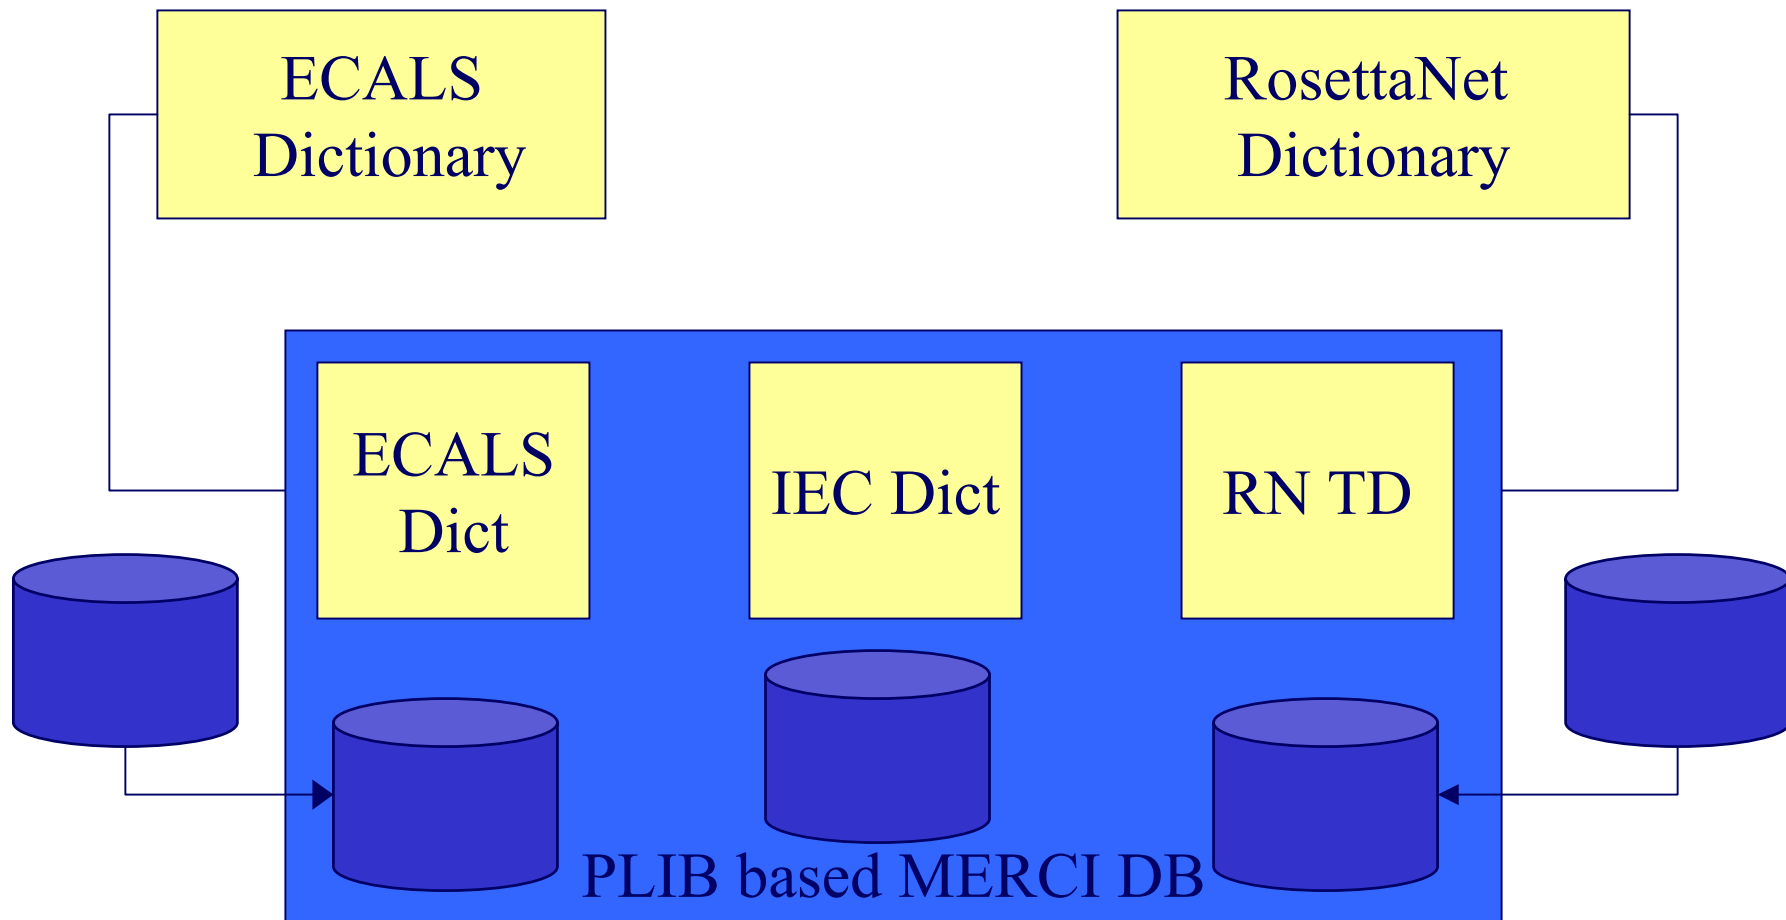 ECALS
Dictionary
RosettaNet
Dictionary
ECALS
Dict
IEC Dict
RN TD
PLIB based MERCI DB